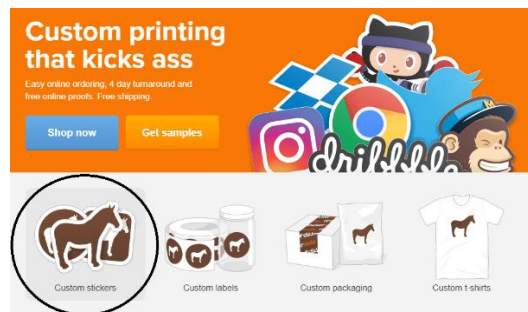 Custom printing
that kicks ass
Easy online ordering, 4 day turnaround and
free online proofs. Free shipping.
Shop now
Get samples
dribbble
Custom stickers
Custom labels
Custom packaging
Custom t-shirts